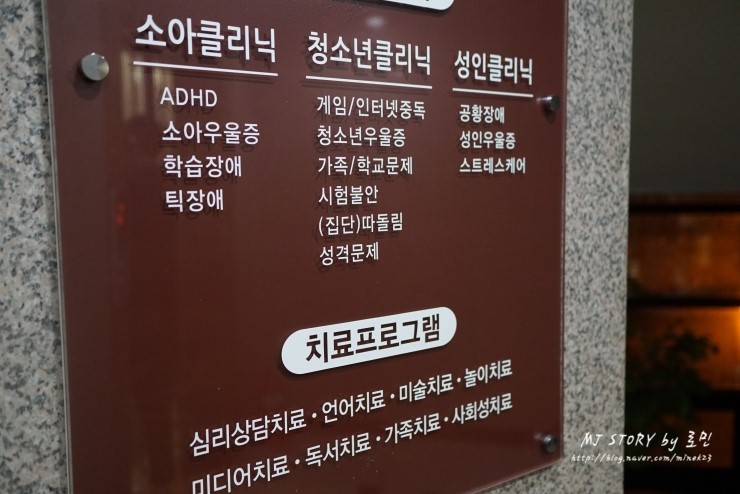 소아클리닉
ADHD
소아우울증
학습장애
틱장애
청소년클리닉
게임/인터넷중독
청소년우울증
가족/학교문제
시험불안
(집단)따돌림
성격문제
성인클리닉
공황장애
성인우울증
스트레스케어
치료프로그램
심리상담치료・언어치료・미술치료・놀이치료
미디어치료・독서치료・가족치료・사회성치료
MJ STORY by 로민
http://blog.naver.com/minek23